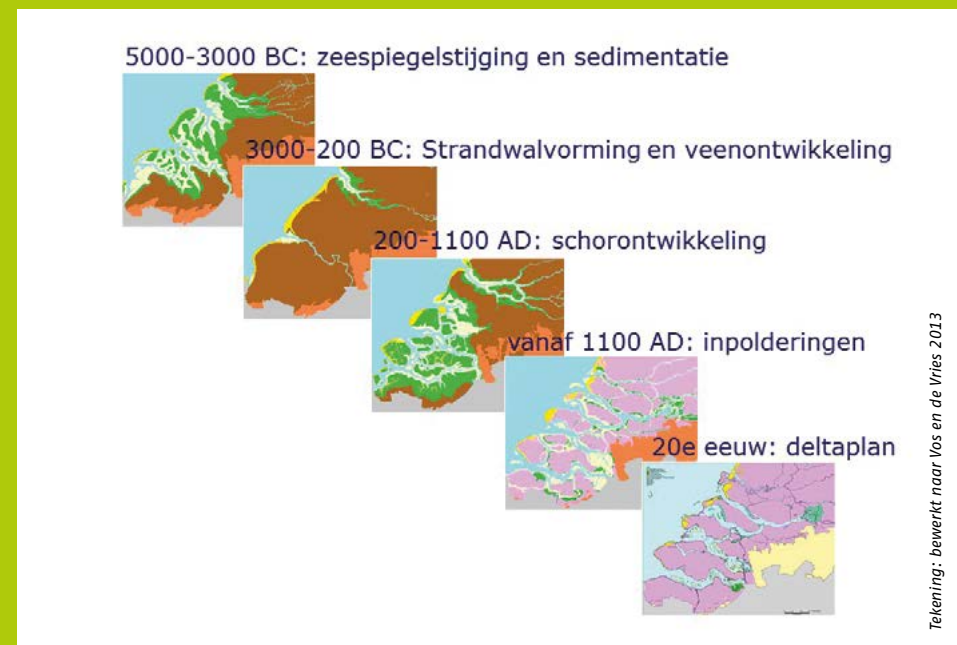 5000-3000 BC: zeespiegelstijging en sedimentatie
3000-200 BC: Strandwalvorming en veenontwikkeling
200-1100 AD: schorontwikkeling
vanaf 1100 AD: inpolderingen
20e eeuw: deltaplan
Tekening: bewerkt naar Vos en de Vries 2013